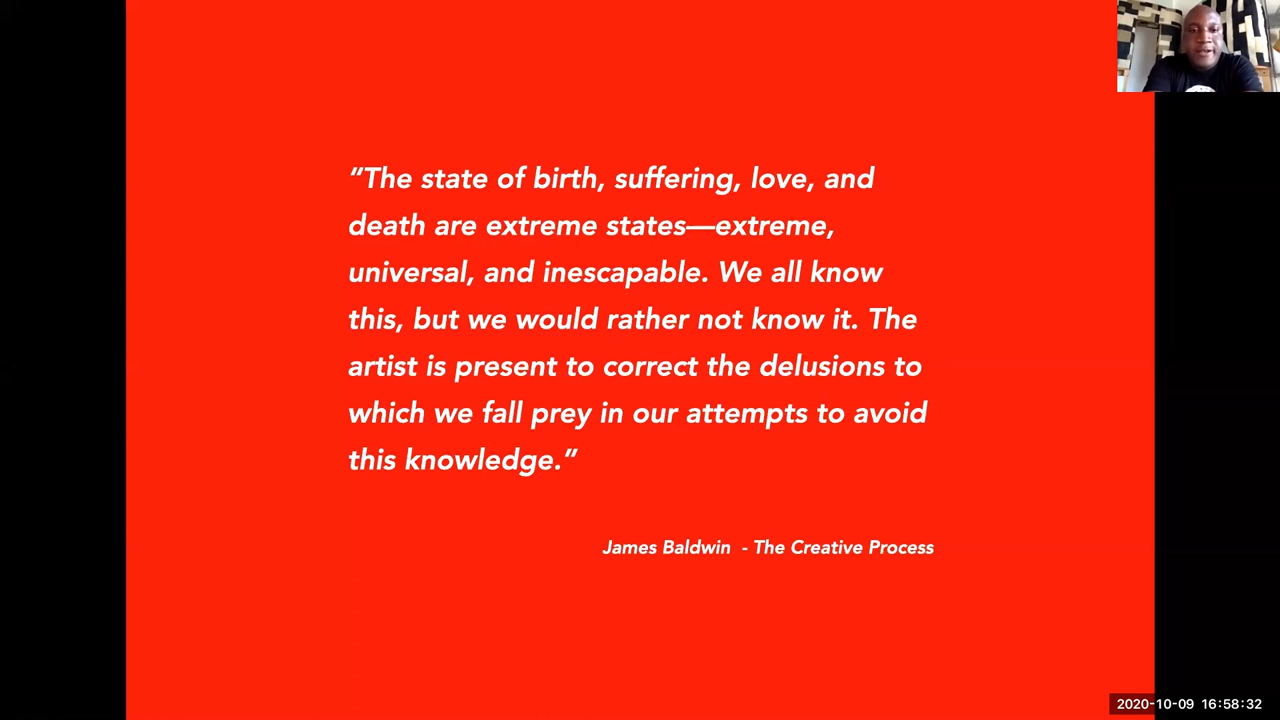 “The state of birth, suffering, love, and
death are extreme states—extreme,
universal, and inescapable. We all know
this, but we would rather not know it. The
artist is present to correct the delusions to
which we fall prey in our attempts to avoid
this knowledge.”
James Baldwin  - The Creative Process
2020-10-09 16:58:32